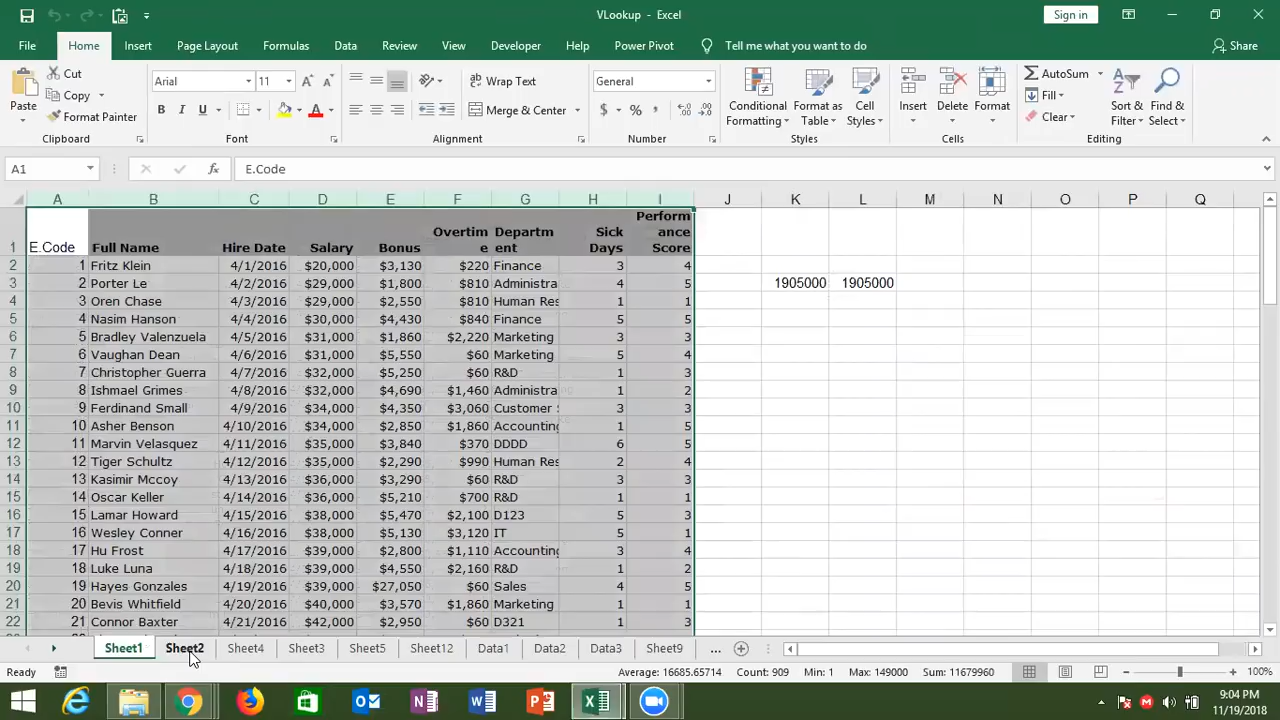 VLookup - Excel
Sign in
File Home Insert Page Layout Formulas Data Review View Developer Help Power Pivot Tell me what you want to do Share
Paste
Cut
Copy
Format Painter
Clipboard
Arial 11
B I U
Font
Wrap Text
Merge & Center
Alignment
General
$ % ,
Number
Conditional Formatting
Format as Table
Cell Styles
Styles
Insert Delete Format
Cells
AutoSum
Fill
Clear
Sort & Filter
Find & Select
Editing
A1 fx E.Code
A B C D E F G H I J K L M N O P Q
1 E.Code Full Name Hire Date Salary Bonus Overtime Department Sick Days Performance Score
2 1 Fritz Klein 4/1/2016 $20,000 $3,130 $220 Finance 3 4
3 2 Porter Le 4/2/2016 $29,000 $1,800 $810 Administra 4 5 1905000 1905000
4 3 Oren Chase 4/3/2016 $29,000 $2,550 $810 Human Res 1 1
5 4 Nasim Hanson 4/4/2016 $30,000 $4,430 $840 Finance 5 5
6 5 Bradley Valenzuela 4/5/2016 $31,000 $1,860 $2,220 Marketing 3 3
7 6 Vaughan Dean 4/6/2016 $31,000 $5,550 $60 Marketing 5 4
8 7 Christopher Guerra 4/7/2016 $32,000 $5,250 $60 R&D 1 3
9 8 Ishmael Grimes 4/8/2016 $32,000 $4,690 $1,460 Administra 1 2
10 9 Ferdinand Small 4/9/2016 $34,000 $4,350 $3,060 Customer 3 3
11 10 Asher Benson 4/10/2016 $34,000 $2,850 $1,860 Accounting 1 5
12 11 Marvin Velasquez 4/11/2016 $35,000 $3,840 $370 DDDD 6 5
13 12 Tiger Schultz 4/12/2016 $35,000 $2,290 $990 Human Res 2 4
14 13 Kasimir Mccoy 4/13/2016 $36,000 $3,290 $60 R&D 3 3
15 14 Oscar Keller 4/14/2016 $36,000 $5,210 $700 R&D 1 1
16 15 Lamar Howard 4/15/2016 $38,000 $5,470 $2,100 D123 5 3
17 16 Wesley Conner 4/16/2016 $38,000 $5,130 $3,120 IT 5 1
18 17 Hu Frost 4/17/2016 $39,000 $2,800 $1,110 Accounting 3 4
19 18 Luke Luna 4/18/2016 $39,000 $4,550 $2,160 R&D 1 2
20 19 Hayes Gonzales 4/19/2016 $39,000 $27,050 $60 Sales 4 5
21 20 Bevis Whitfield 4/20/2016 $40,000 $3,570 $1,860 Marketing 1 1
22 21 Connor Baxter 4/21/2016 $42,000 $2,950 $60 D321 1 3
Sheet1 Sheet2 Sheet4 Sheet3 Sheet5 Sheet12 Data1 Data2 Data3 Sheet9 ...
Ready Average: 16685.65714 Count: 909 Min: 1 Max: 149000 Sum: 11679960 100%
9:04 PM
11/19/2018